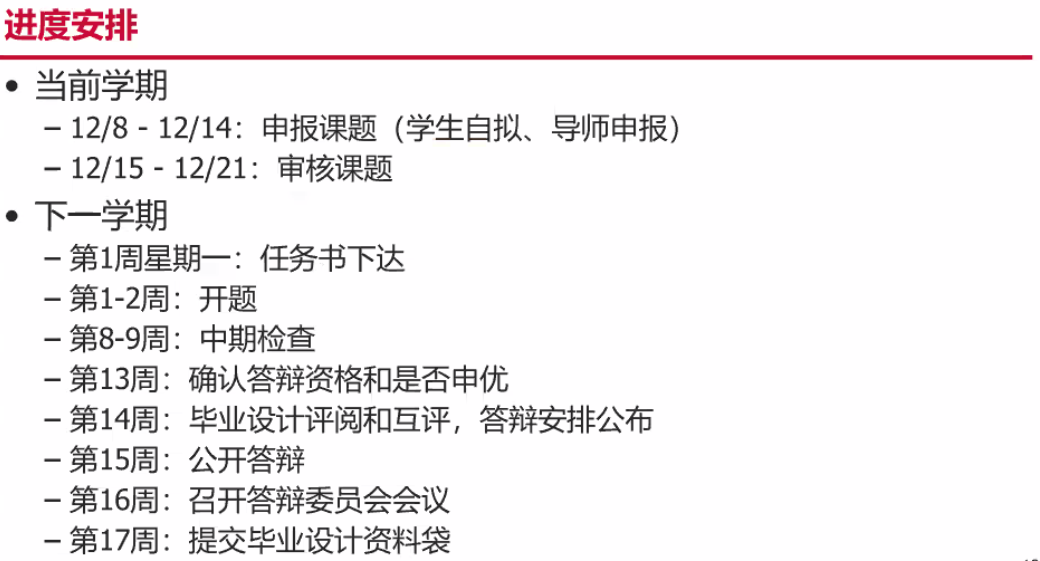 进度安排
• 当前学期
– 12/8 - 12/14：申报课题（学生自拟、导师申报）
– 12/15 - 12/21：审核课题
• 下一学期
– 第1周星期一：任务书下达
– 第1-2周：开题
– 第8-9周：中期检查
– 第13周：确认答辩资格和是否申优
– 第14周：毕业设计评阅和互评，答辩安排公布
– 第15周：公开答辩
– 第16周：召开答辩委员会会议
– 第17周：提交毕业设计资料袋